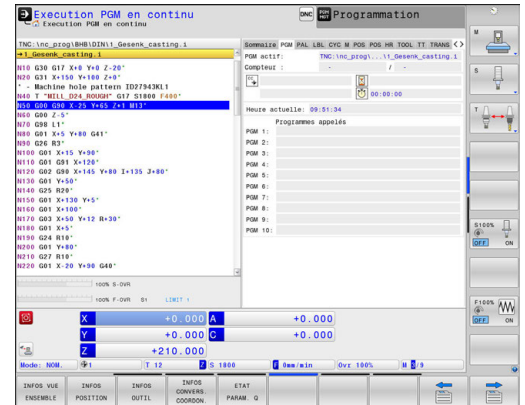 Execution PGM en continu
Execution PGM en continu
DNC
Programmation
TNC:\nc_prog\BHB\DIN\1_Gesenk_casting.i
→1_Gesenk_casting.i
N10 G30 G17 X+0 Y+0 Z-20*
N20 G31 X+150 Y+100 Z+0*
* - Machine hole pattern ID27943KL1
N40 T "MILL_D24_ROUGH" G17 S1800 F400*
N50 G00 G90 X-25 Y+65 Z+1 M13*
N60 G00 Z-5*
N70 G98 L1*
N80 G01 X+5 Y+80 G41*
N90 G26 R3*
N100 G01 X+15 Y+90*
N110 G01 G91 X+120*
N120 G02 G90 X+145 Y+80 I+135 J+80*
N130 G01 Y+50*
N140 G25 R20*
N150 G01 X+130 Y+5*
N160 G01 X+100*
N170 G03 X+50 Y+12 R+30*
N180 G01 X+5*
N190 G24 R10*
N200 G01 Y+80*
N210 G27 R10*
N220 G01 X-20 Y+90 G40*
Sommaire PGM PAL LBL CYC M POS POS HR TOOL TT TRANS
PGM actif: TNC:\nc_prog\...\1_Gesenk_casting.i
Compteur : - / -
00:00:00
Heure actuelle: 09:51:34
Programmes appelés
PGM 1:
PGM 2:
PGM 3:
PGM 4:
PGM 5:
PGM 6:
PGM 7:
PGM 8:
PGM 9:
PGM 10:
100% S-OVR
100% F-OVR S1 LIMIT 1
X +0.000 A +0.000
Y +0.000 C +0.000
Z +210.000
Mode: NOM. 1 T 12 Z S 1800 F 0mm/min Ovr 100% M 8/9
INFOS VUE ENSEMBLE
INFOS POSITION
INFOS OUTIL
INFOS CONVERS. COORDON.
ETAT PARAM. Q
M
S
T
S100%
OFF ON
F100%
OFF ON